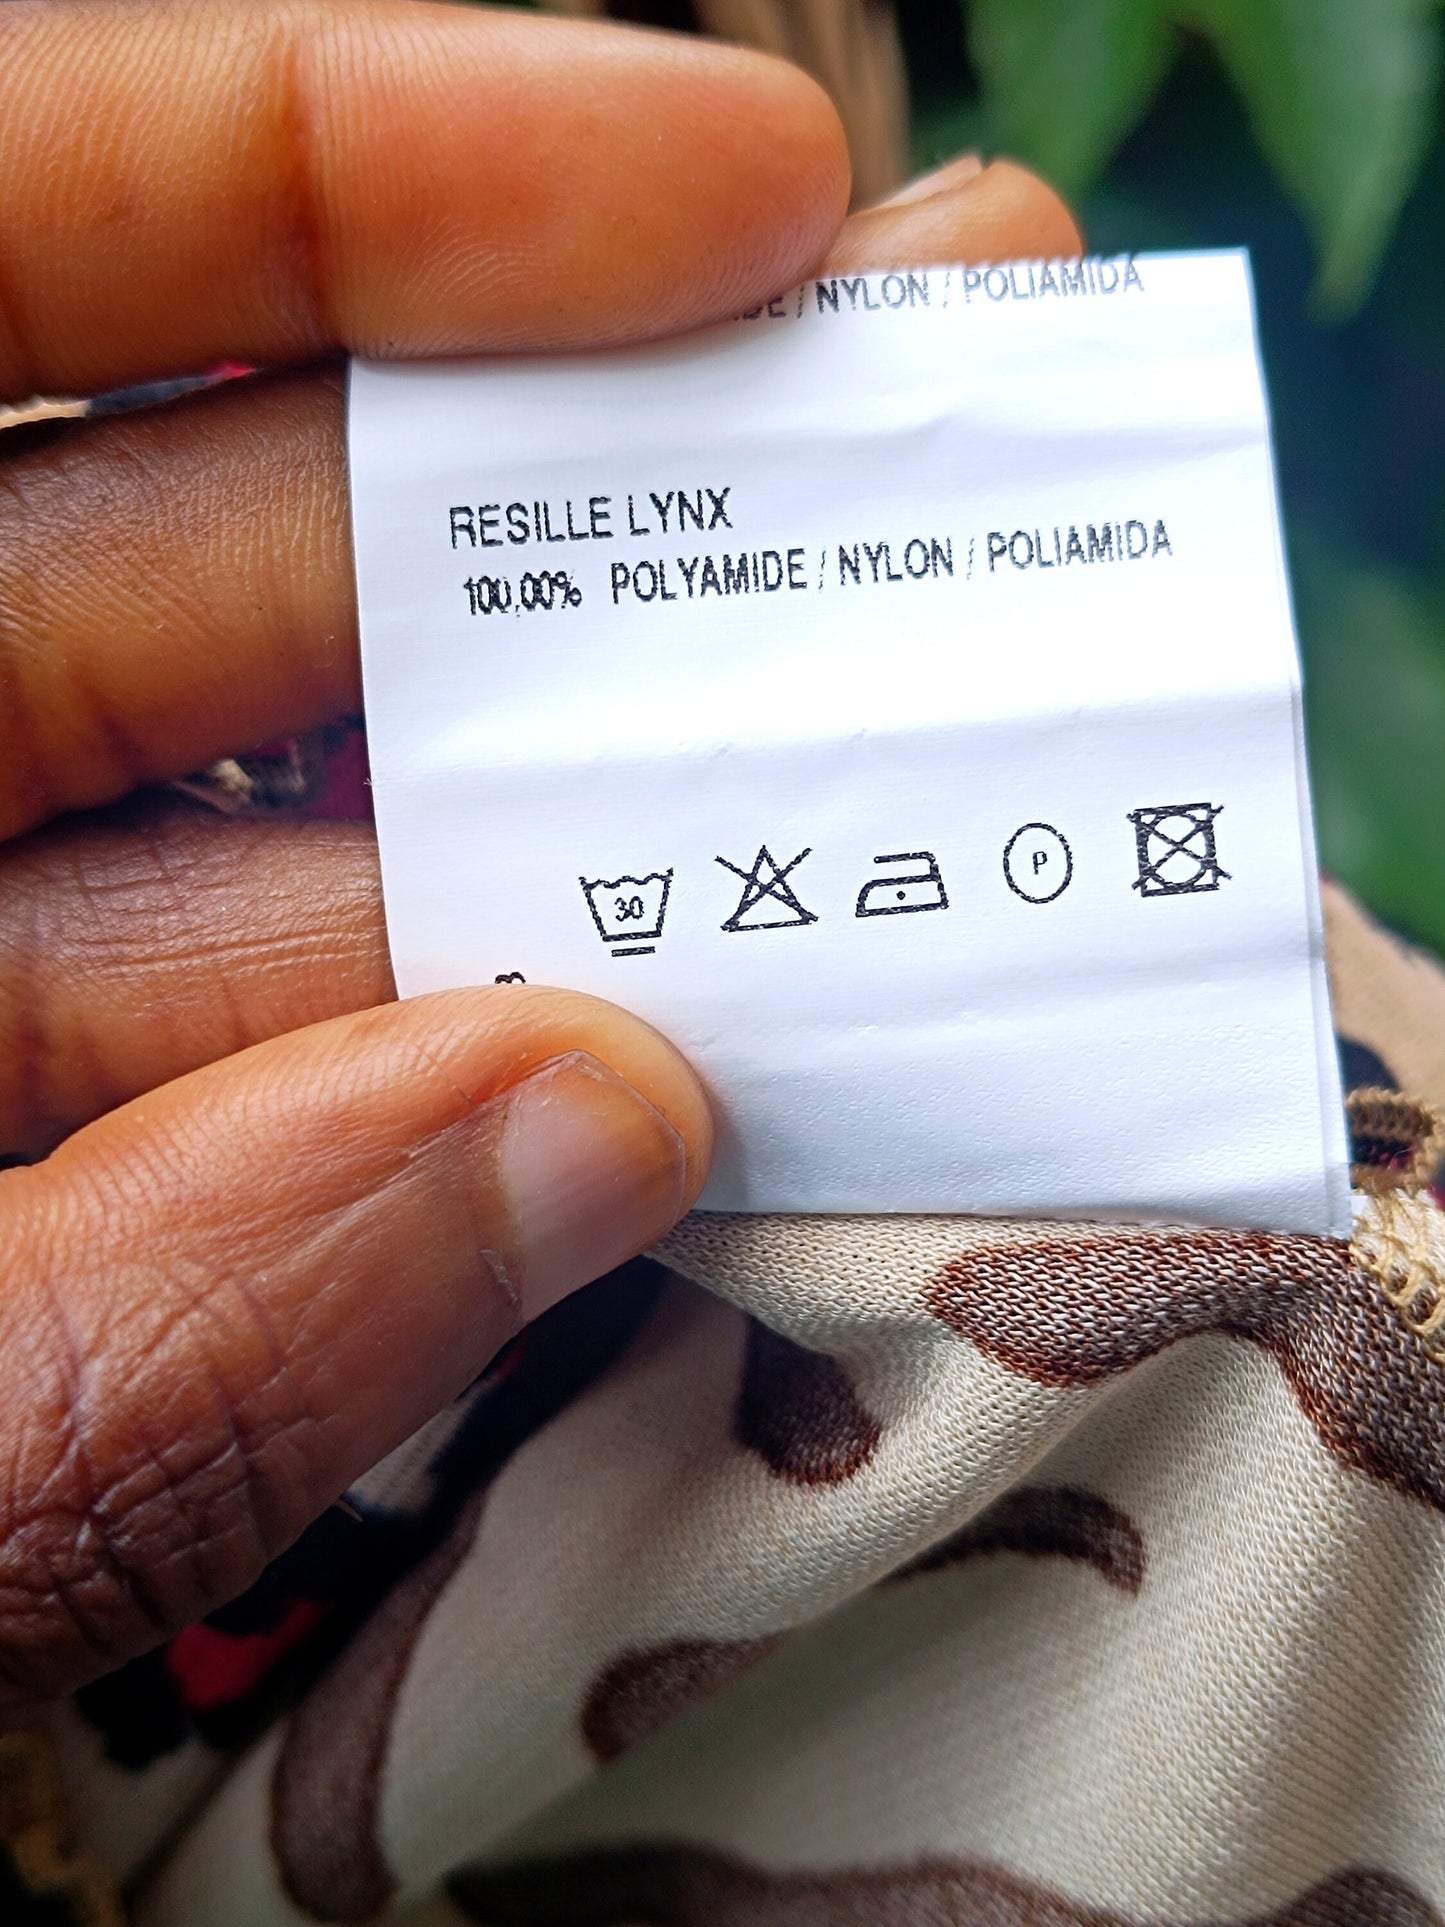 / NYLON / POLIAMIDA
RESILLE LYNX
100,00% POLYAMIDE / NYLON / POLIAMIDA
30
P